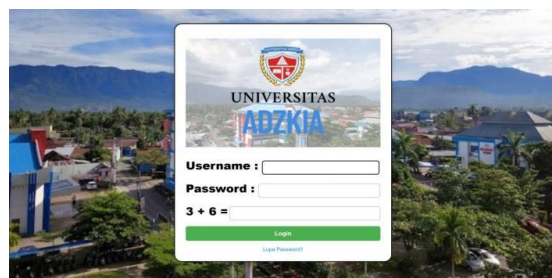 UNIVERSITAS
ADZKIA
Username :
Password :
3 + 6 =
Login
Lupa Password?